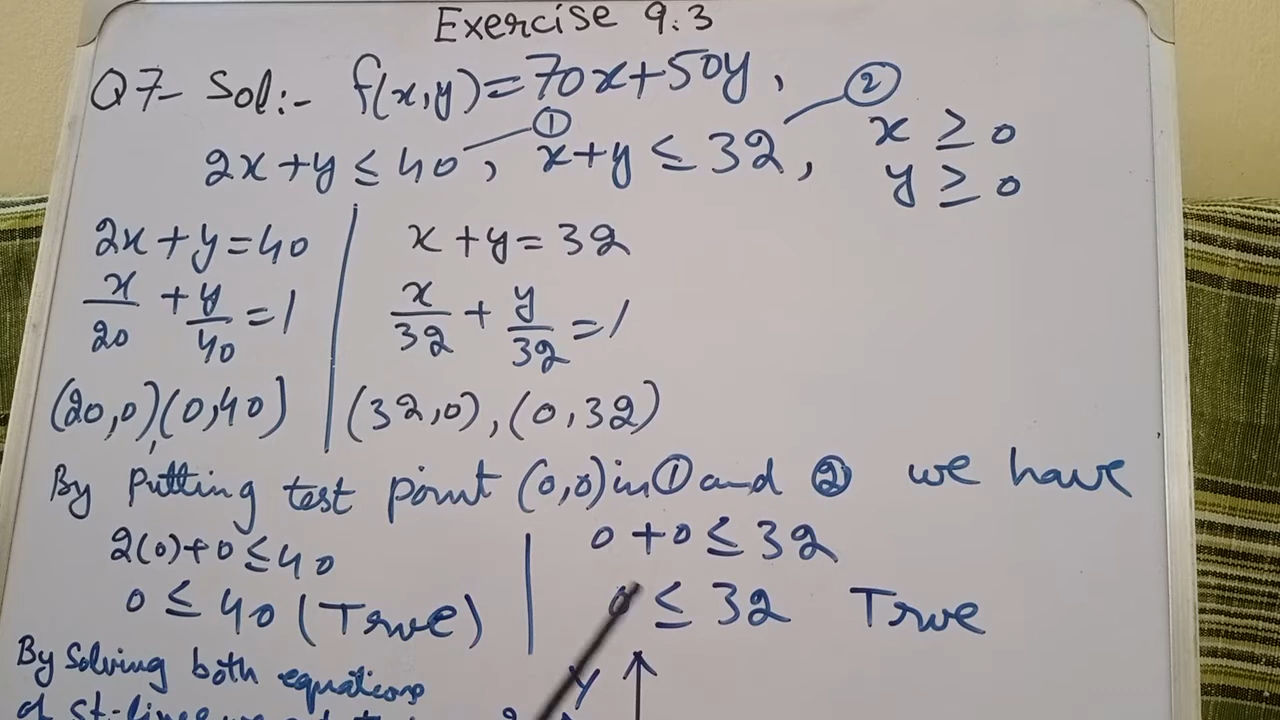 Exercise 9.3
Q7- Sol:- f(x,y)=70x+50y,
2x+y≤40 ①, x+y≤32 ②, x≥0
y≥0
2x+y=40 | x+y=32
x/20 + y/40 =1 | x/32 + y/32 =1
(20,0),(0,40) | (32,0),(0,32)
By Putting test point (0,0) in ① and ② we have
2(0)+0≤40 | 0+0≤32
0≤40 (True) | 0≤32 True
By Solving both equations
of st-lines
y